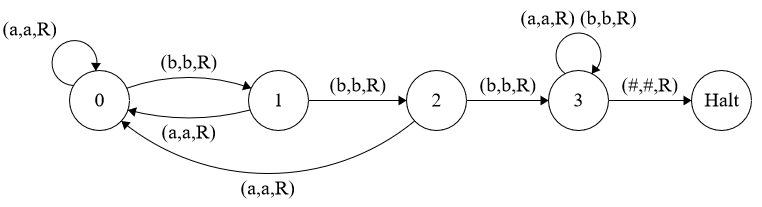 (a,a,R) (b,b,R)
(a,a,R)
(b,b,R)
(b,b,R)
(b,b,R)
(#,#,R)
0
1
2
3
Halt
(a,a,R)
(a,a,R)